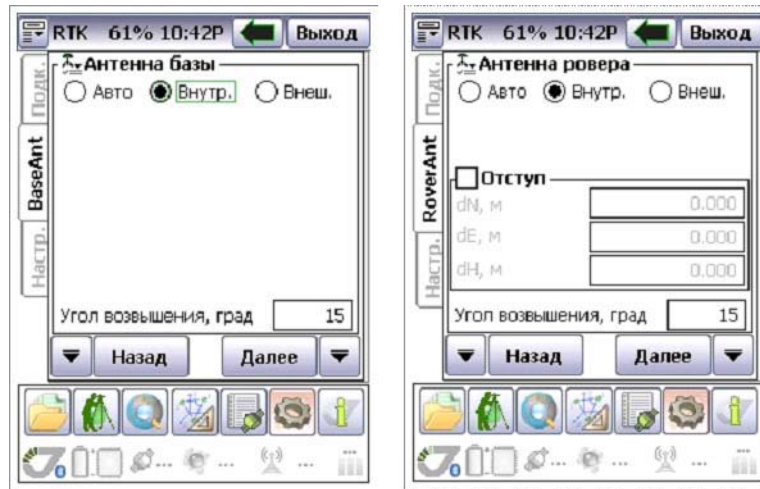 RTK 61% 10:42P Выход
Антенна базы
Авто Внутр. Внеш.
Подк.
BaseAnt
Настр.
Угол возвышения, град 15
Назад Далее
... ... ...
RTK 61% 10:42P Выход
Антенна ровера
Авто Внутр. Внеш.
Подк.
RoverAnt
Настр.
Отступ
dN, м 0.000
dE, м 0.000
dH, м 0.000
Угол возвышения, град 15
Назад Далее
... ... ...